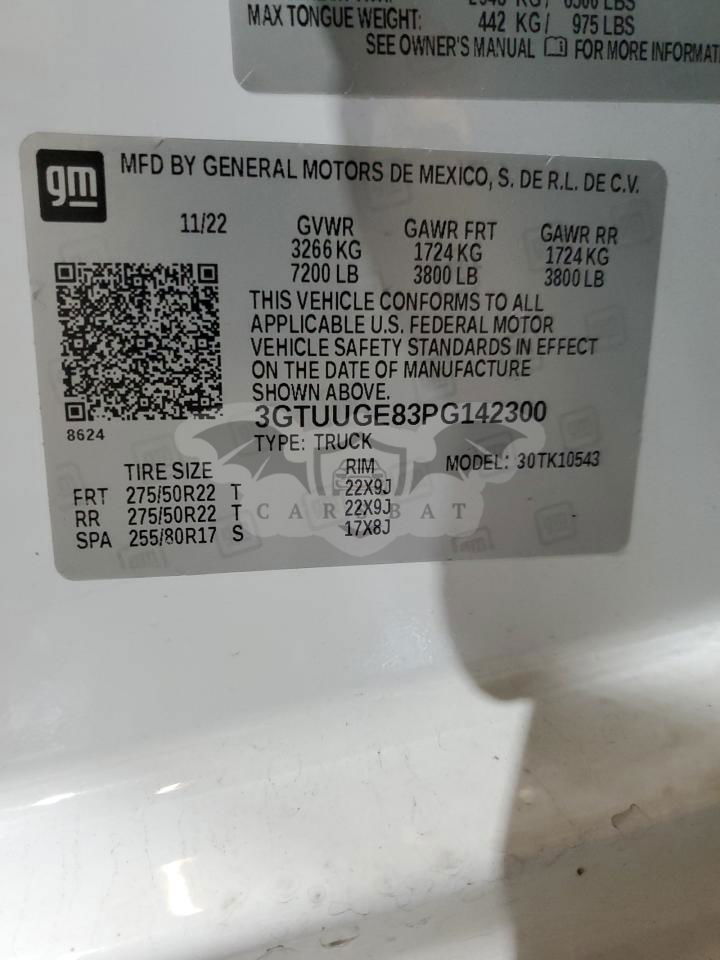 MAX TONGUE WEIGHT: 442 KG/ 975 LBS
SEE OWNER'S MANUAL FOR MORE INFORMATI
gm MFD BY GENERAL MOTORS DE MEXICO, S. DE R.L. DE C.V.
11/22 GVWR GAWR FRT GAWR RR
3266 KG 1724 KG 1724 KG
7200 LB 3800 LB 3800 LB
THIS VEHICLE CONFORMS TO ALL
APPLICABLE U.S. FEDERAL MOTOR
VEHICLE SAFETY STANDARDS IN EFFECT
ON THE DATE OF MANUFACTURE
SHOWN ABOVE.
8624
3GTUUGE83PG142300
TYPE: TRUCK MODEL: 30TK10543
TIRE SIZE RIM
FRT 275/50R22 T 22X9J
RR 275/50R22 T 22X9J
SPA 255/80R17 S 17X8J
CAR BAT